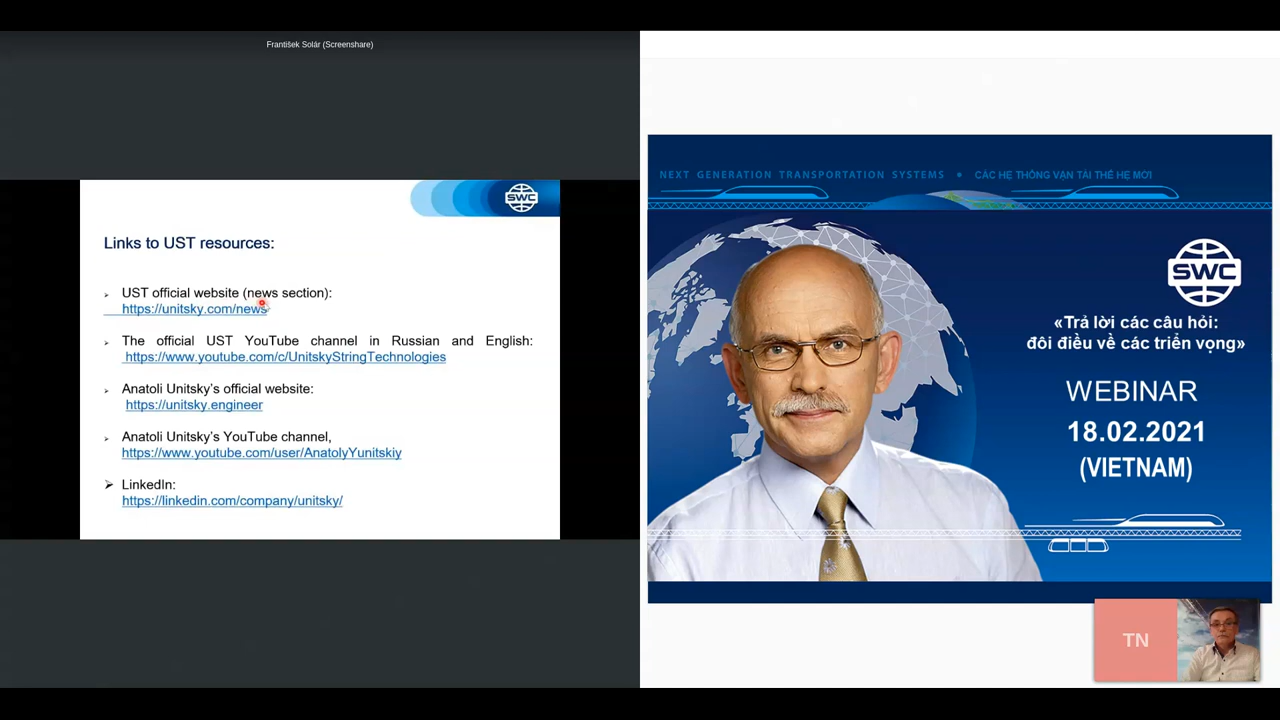 František Solár (Screenshare)
SWC
Links to UST resources:
➢ UST official website (news section):
https://unitsky.com/news
➢ The official UST YouTube channel in Russian and English:
https://www.youtube.com/c/UnitskyStringTechnologies
➢ Anatoli Unitsky's official website:
https://unitsky.engineer
➢ Anatoli Unitsky's YouTube channel,
https://www.youtube.com/user/AnatolyYunitskiy
➢ LinkedIn:
https://linkedin.com/company/unitsky/
NEXT GENERATION TRANSPORTATION SYSTEMS • CÁC HỆ THỐNG VẬN TẢI THẾ HỆ MỚI
SWC
«Trả lời các câu hỏi:
đôi điều về các triển vọng»
WEBINAR
18.02.2021
(VIETNAM)
TN